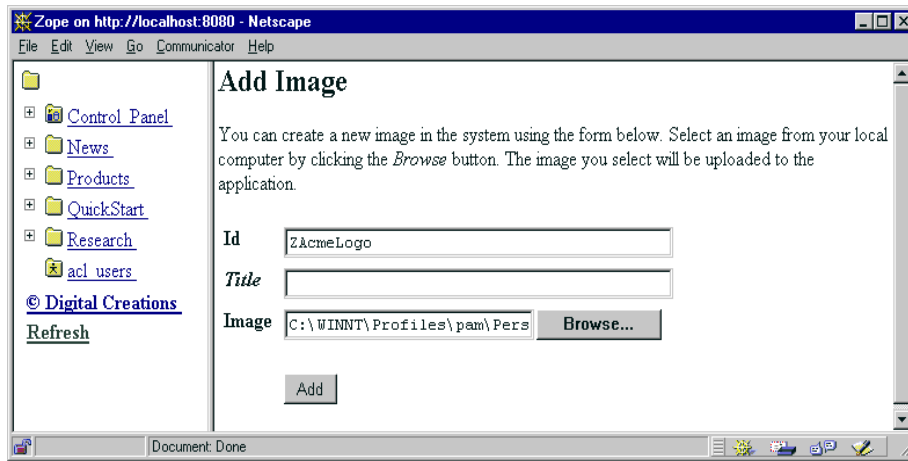 Zope on http://localhost:8080 - Netscape
File Edit View Go Communicator Help
Control Panel
News
Products
QuickStart
Research
acl_users
© Digital Creations
Refresh
Add Image
You can create a new image in the system using the form below. Select an image from your local
computer by clicking the Browse button. The image you select will be uploaded to the
application.
Id ZAcmeLogo
Title
Image C:\WINNT\Profiles\pam\Pers Browse...
Add
Document: Done